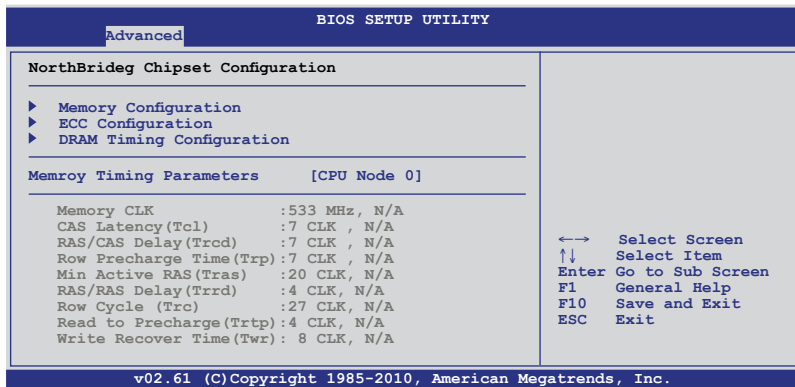 BIOS SETUP UTILITY
Advanced
NorthBrideg Chipset Configuration
Memory Configuration
ECC Configuration
DRAM Timing Configuration
Memroy Timing Parameters [CPU Node 0]
Memory CLK :533 MHz, N/A
CAS Latency(Tcl) :7 CLK , N/A
RAS/CAS Delay(Trcd) :7 CLK , N/A
Row Precharge Time(Trp):7 CLK , N/A
Min Active RAS(Tras) :20 CLK, N/A
RAS/RAS Delay(Trrd) :4 CLK, N/A
Row Cycle (Trc) :27 CLK, N/A
Read to Precharge(Trtp):4 CLK, N/A
Write Recover Time(Twr): 8 CLK, N/A
←→ Select Screen
↑↓ Select Item
Enter Go to Sub Screen
F1 General Help
F10 Save and Exit
ESC Exit
v02.61 (C)Copyright 1985-2010, American Megatrends, Inc.